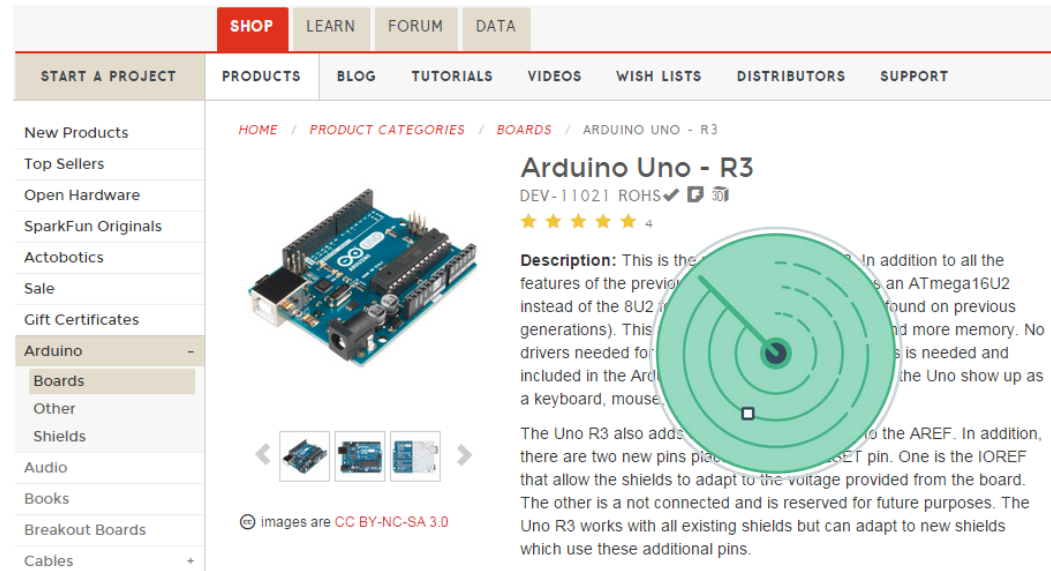 SHOP LEARN FORUM DATA
START A PROJECT PRODUCTS BLOG TUTORIALS VIDEOS WISH LISTS DISTRIBUTORS SUPPORT
New Products
Top Sellers
Open Hardware
SparkFun Originals
Actobotics
Sale
Gift Certificates
Arduino -
Boards
Other
Shields
Audio
Books
Breakout Boards
Cables +
HOME / PRODUCT CATEGORIES / BOARDS / ARDUINO UNO - R3
Arduino Uno - R3
DEV-11021 ROHS✔ 3D
★ ★ ★ ★ ★ 4
Description: This is the In addition to all the
features of the previous an ATmega16U2
instead of the 8U2 found on previous
generations). This more memory. No
drivers needed for is needed and
included in the the Uno show up as
a keyboard, mouse,
The Uno R3 also adds to the AREF. In addition,
there are two new pins pin. One is the IOREF
that allow the shields to adapt to the voltage provided from the board.
The other is a not connected and is reserved for future purposes. The
Uno R3 works with all existing shields but can adapt to new shields
which use these additional pins.
cc images are CC BY-NC-SA 3.0